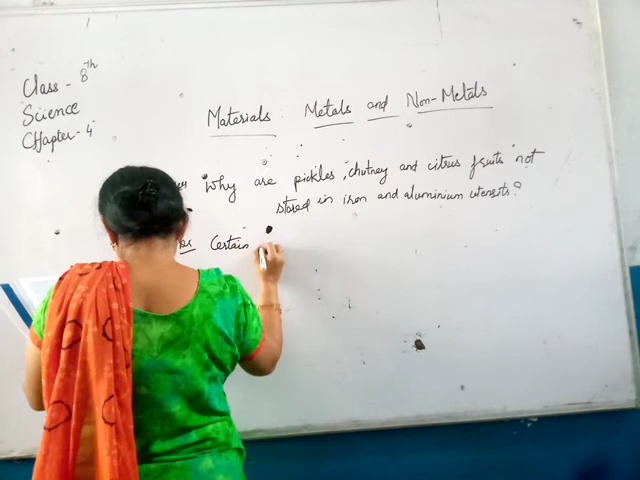 Class - 8th
Science
Chapter - 4
Materials: Metals and Non-Metals
Why are pickles, chutney and citrus fruits not
stored in iron and aluminium utensils?
Certain